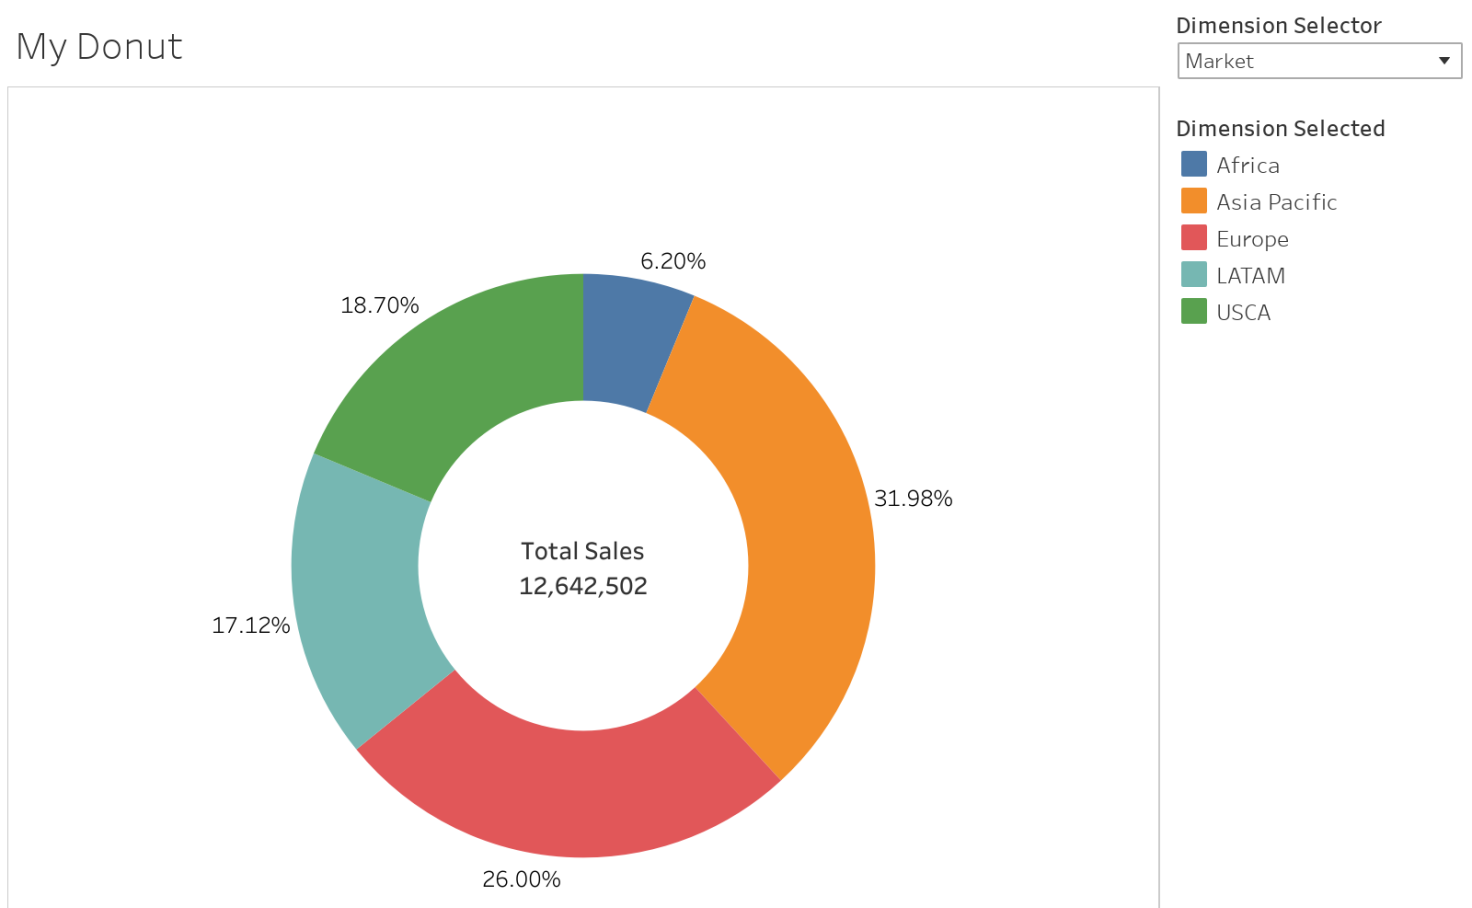 My Donut
Dimension Selector
Market
Dimension Selected
Africa
Asia Pacific
Europe
LATAM
USCA
6.20%
18.70%
31.98%
Total Sales
12,642,502
17.12%
26.00%